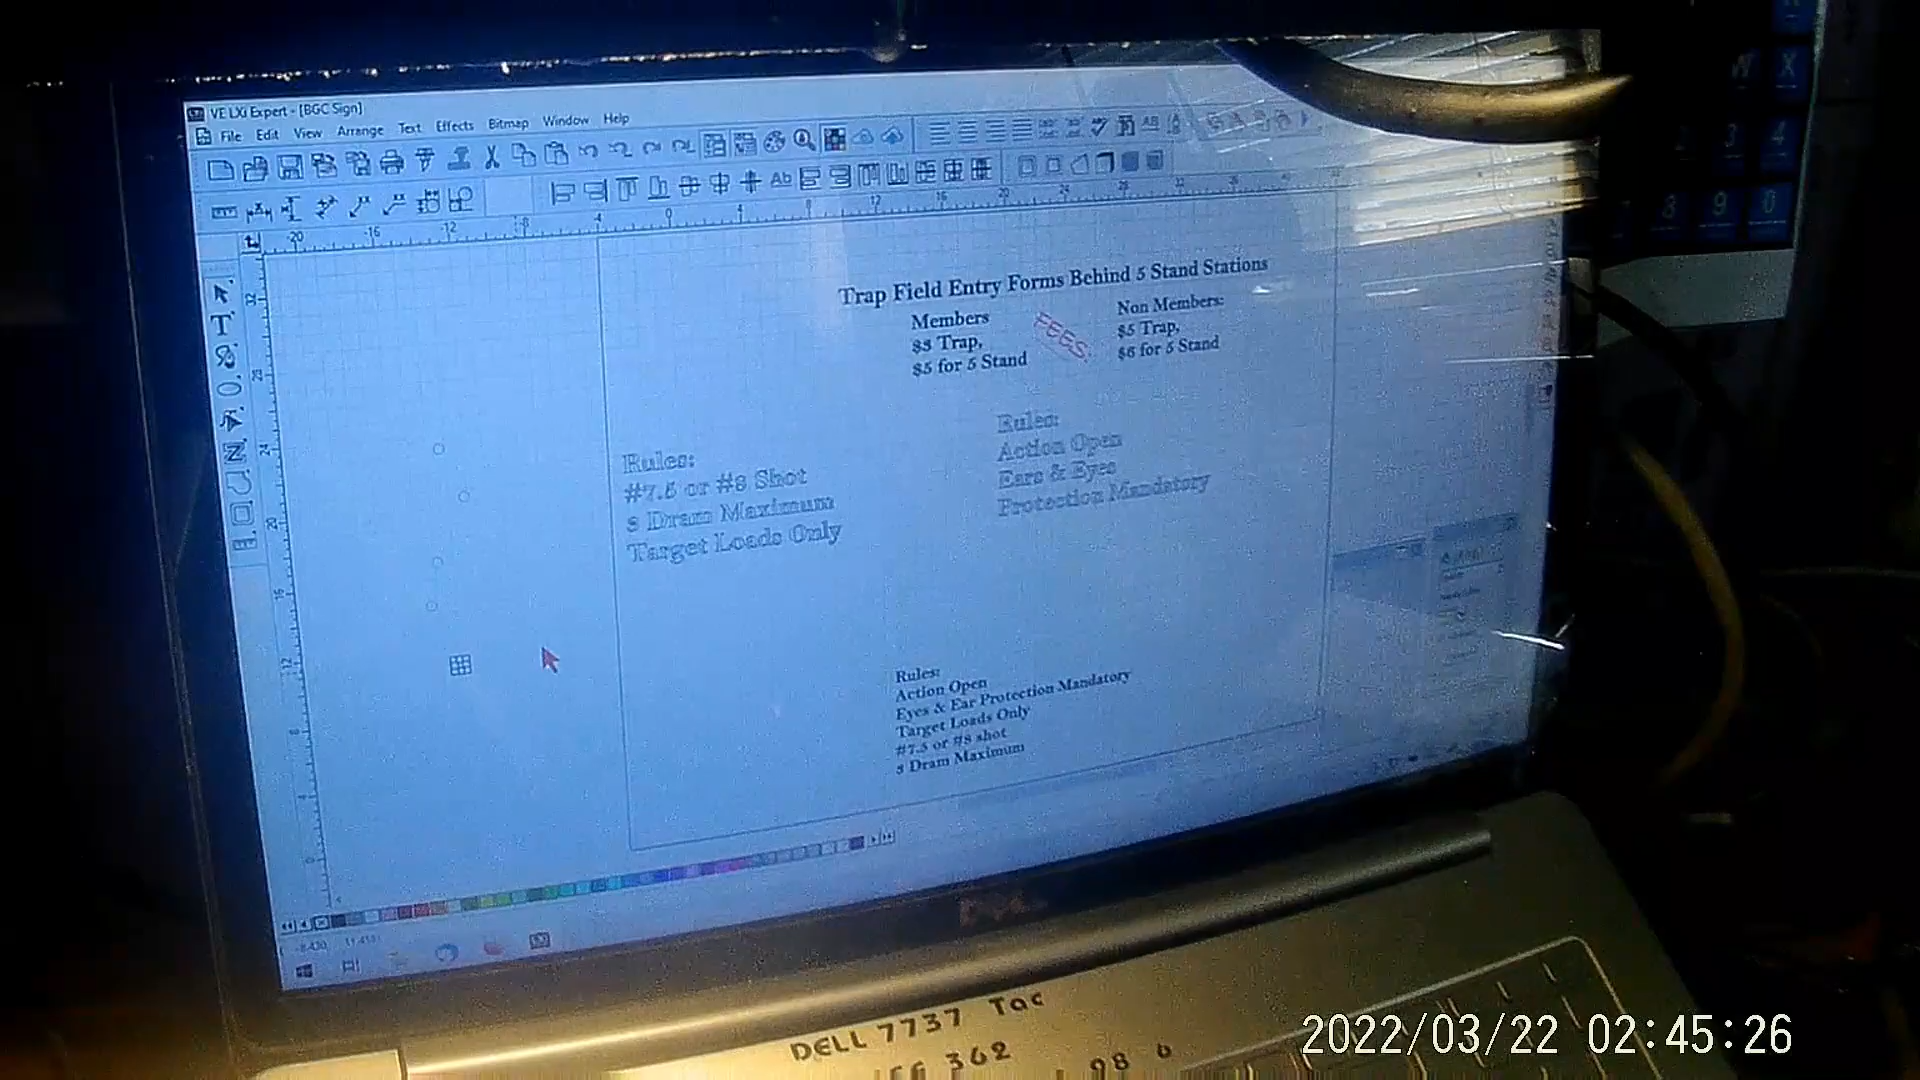 VE LXi Expert - [BGC Sign]
File Edit View Arrange Text Effects Bitmap Window Help
Trap Field Entry Forms Behind 5 Stand Stations
Members
$3 Trap,
$5 for 5 Stand
FEES:
Non Members:
$5 Trap,
$6 for 5 Stand
Rules:
#7.5 or #8 Shot
3 Dram Maximum
Target Loads Only
Rules:
Action Open
Ears & Eyes
Protection Mandatory
Rules:
Action Open
Eyes & Ear Protection Mandatory
Target Loads Only
#7.5 or #8 shot
3 Dram Maximum
DELL 7737 Tac
362
98
2022/03/22 02:45:26